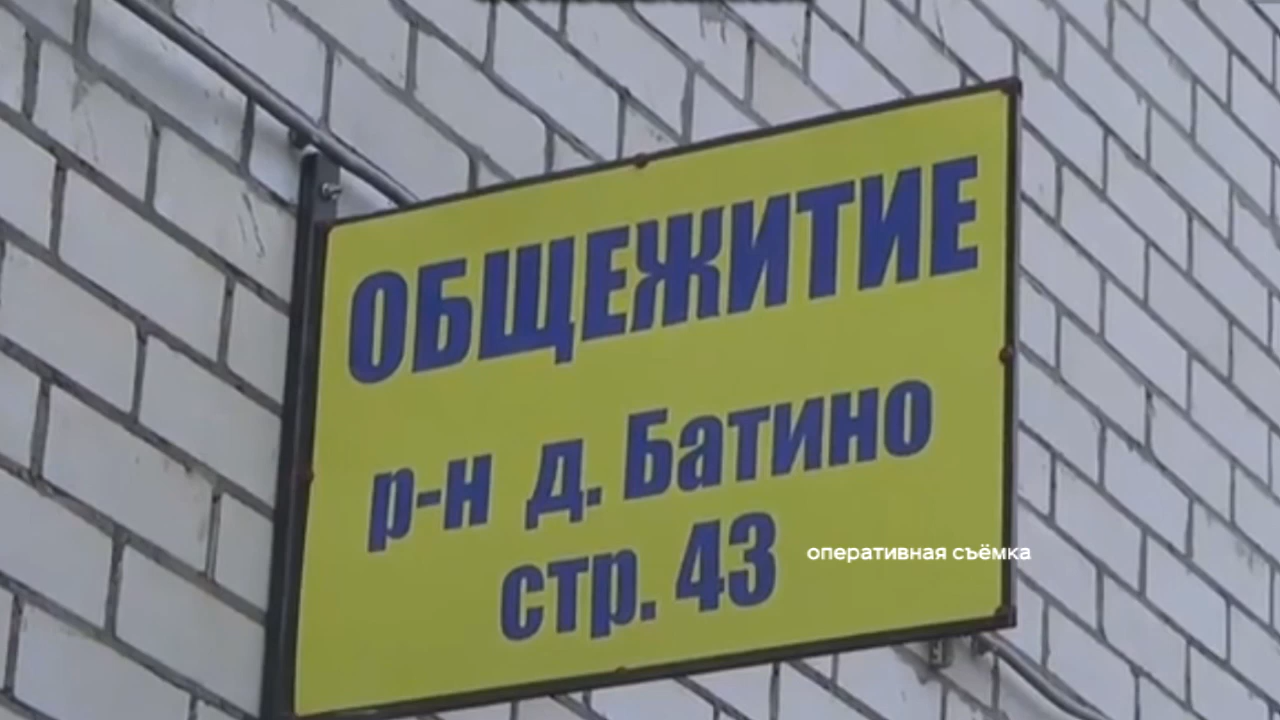 ОБЩЕЖИТИЕ
р-н д. Батино
стр. 43
оперативная съёмка